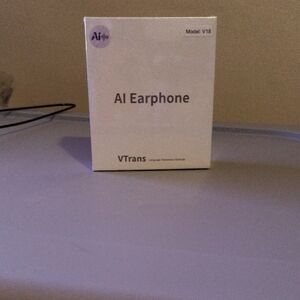 Ai
Model: V18
AI Earphone
VTrans